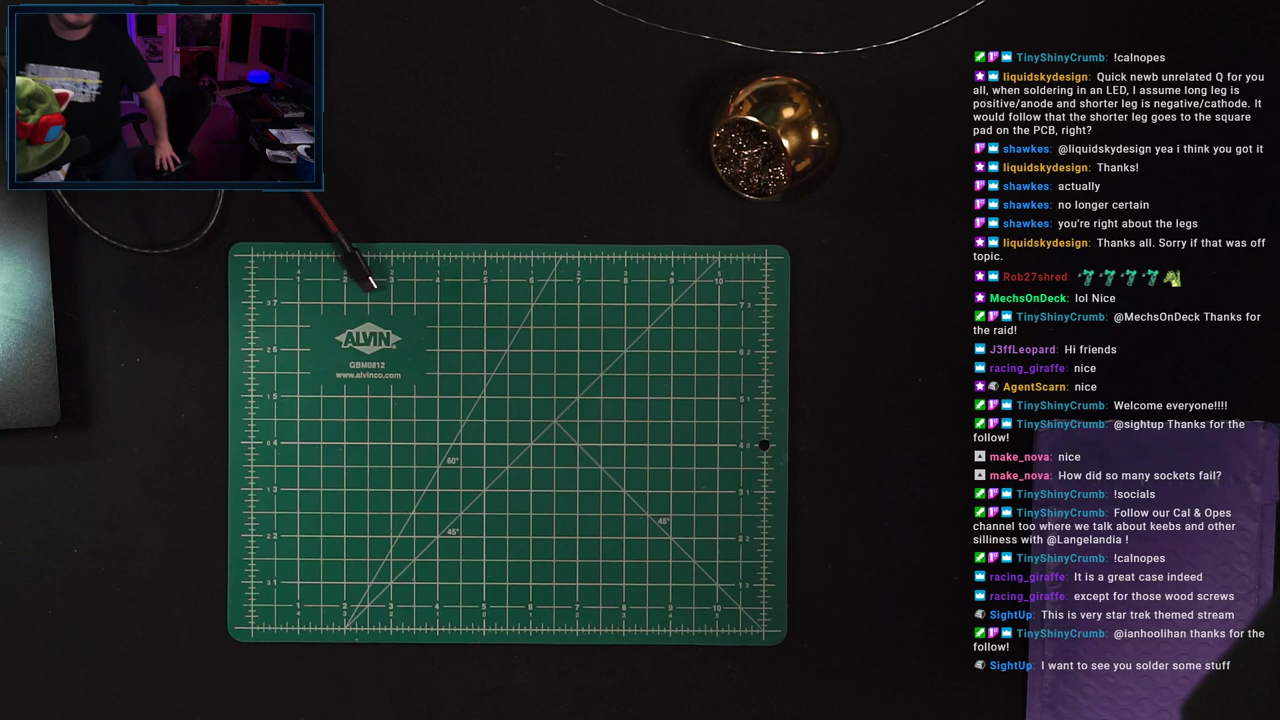 TinyShinyCrumb: !calnopes
liquidskydesign: Quick newb unrelated Q for you
all, when soldering in an LED, I assume long leg is
positive/anode and shorter leg is negative/cathode. It
would follow that the shorter leg goes to the square
pad on the PCB, right?
shawkes: @liquidskydesign yea i think you got it
liquidskydesign: Thanks!
shawkes: actually
shawkes: no longer certain
shawkes: you're right about the legs
liquidskydesign: Thanks all. Sorry if that was off
topic.
Rob27shred:
MechsOnDeck: lol Nice
TinyShinyCrumb: @MechsOnDeck Thanks for
the raid!
J3ffLeopard: Hi friends
racing_giraffe: nice
AgentScarn: nice
TinyShinyCrumb: Welcome everyone!!!!
TinyShinyCrumb: @sightup Thanks for the
follow!
make_nova: nice
make_nova: How did so many sockets fail?
TinyShinyCrumb: !socials
TinyShinyCrumb: Follow our Cal & Opes
channel too where we talk about keebs and other
silliness with @Langelandia !
TinyShinyCrumb: !calnopes
racing_giraffe: It is a great case indeed
racing_giraffe: except for those wood screws
SightUp: This is very star trek themed stream
TinyShinyCrumb: @ianhoolihan thanks for the
follow!
SightUp: I want to see you solder some stuff
ALVIN
GBM0812
www.alvinco.com
60°
45°
45°